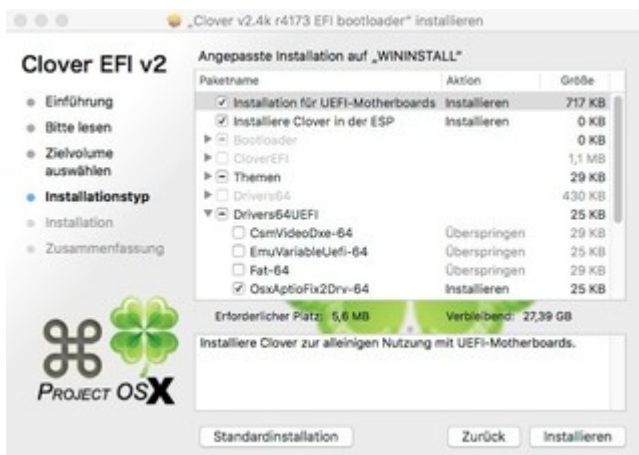 „Clover v2.4k r4173 EFI bootloader“ installieren
Clover EFI v2
Einführung
Bitte lesen
Zielvolume
auswählen
Installationstyp
Installation
Zusammenfassung
PROJECT OSX
Angepasste Installation auf „WININSTALL“
Paketname Aktion Größe
Installation für UEFI-Motherboards Installieren 717 KB
Installiere Clover in der ESP Installieren 0 KB
Bootloader 0 KB
CloverEFI 1,1 MB
Themen 29 KB
Drivers64 430 KB
Drivers64UEFI 25 KB
CsmVideoDxe-64 Überspringen 29 KB
EmuVariableUefi-64 Überspringen 29 KB
Fat-64 Überspringen 29 KB
OsxAptioFix2Drv-64 Installieren 25 KB
Erforderlicher Platz: 5,6 MB Verbleibend: 27,39 GB
Installiere Clover zur alleinigen Nutzung mit UEFI-Motherboards.
Standardinstallation Zurück Installieren